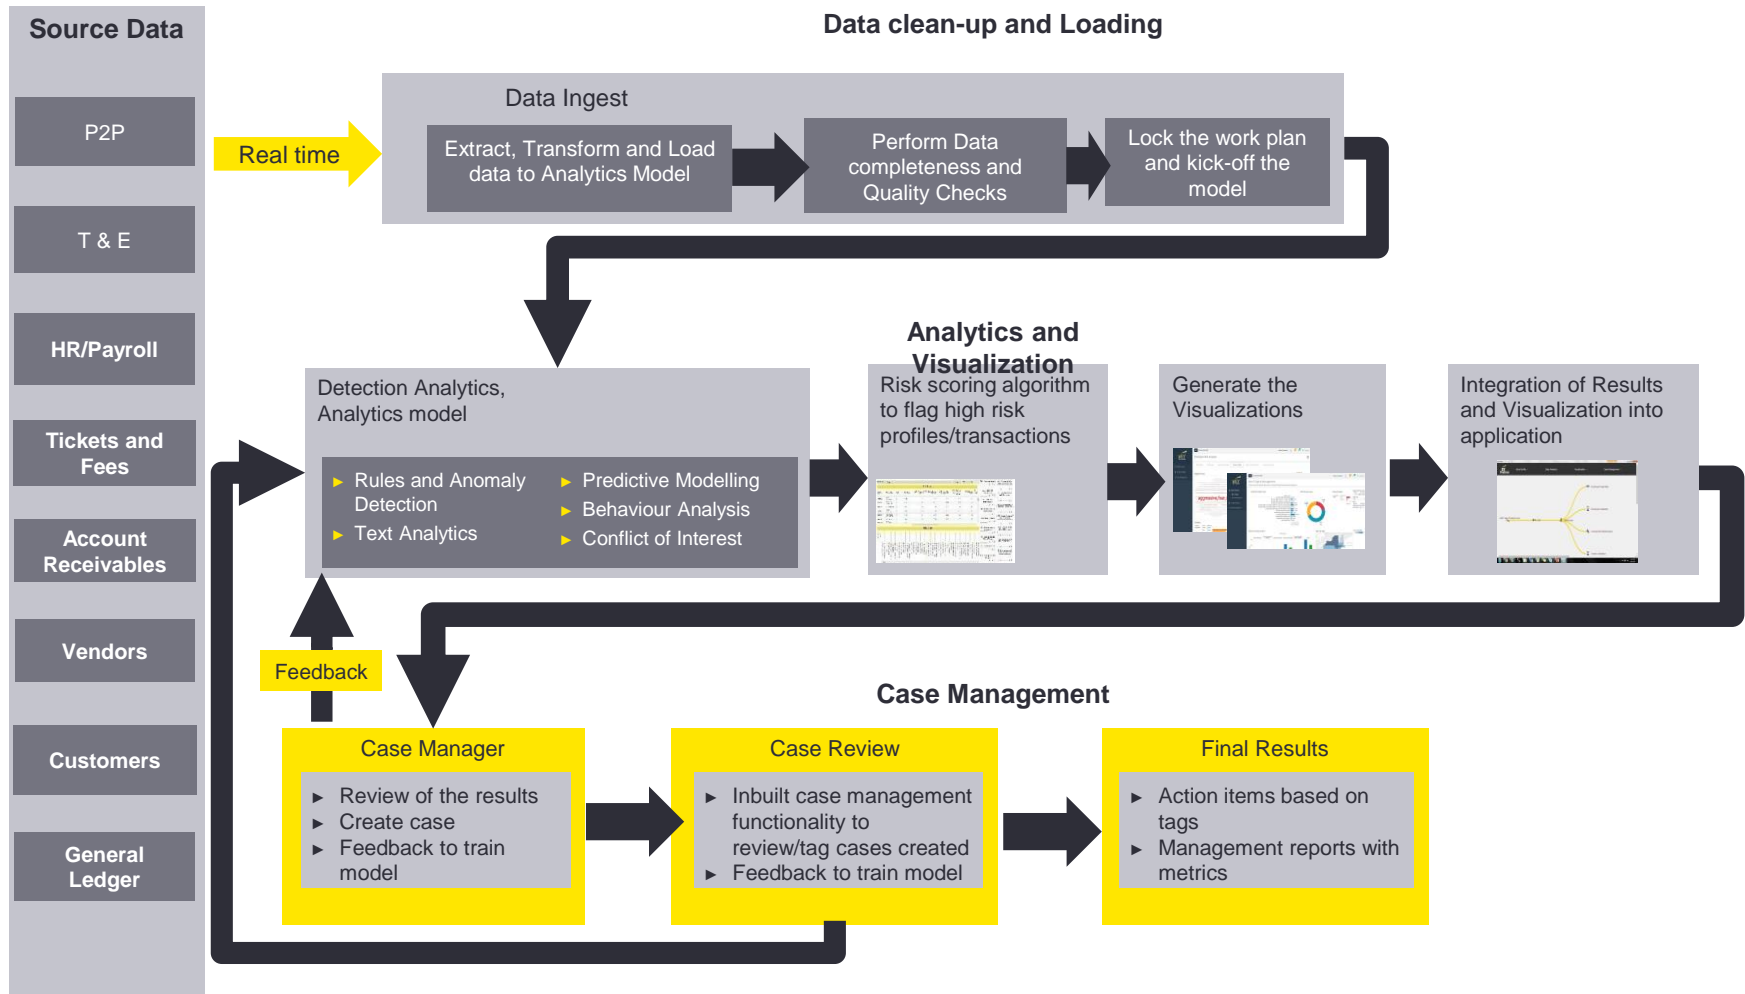 Source Data
P2P
T & E
HR/Payroll
Tickets and
Fees
Account
Receivables
Vendors
Customers
General
Ledger
Data clean-up and Loading
Real time
Data Ingest
Extract, Transform and Load
data to Analytics Model
Perform Data
completeness and
Quality Checks
Lock the work plan
and kick-off the
model
Analytics and
Visualization
Detection Analytics,
Analytics model
► Rules and Anomaly
Detection
► Text Analytics
► Predictive Modelling
► Behaviour Analysis
► Conflict of Interest
Risk scoring algorithm
to flag high risk
profiles/transactions
Generate the
Visualizations
Integration of Results
and Visualization into
application
Feedback
Case Management
Case Manager
► Review of the results
► Create case
► Feedback to train
model
Case Review
► Inbuilt case management
functionality to
review/tag cases created
► Feedback to train model
Final Results
► Action items based on
tags
► Management reports with
metrics